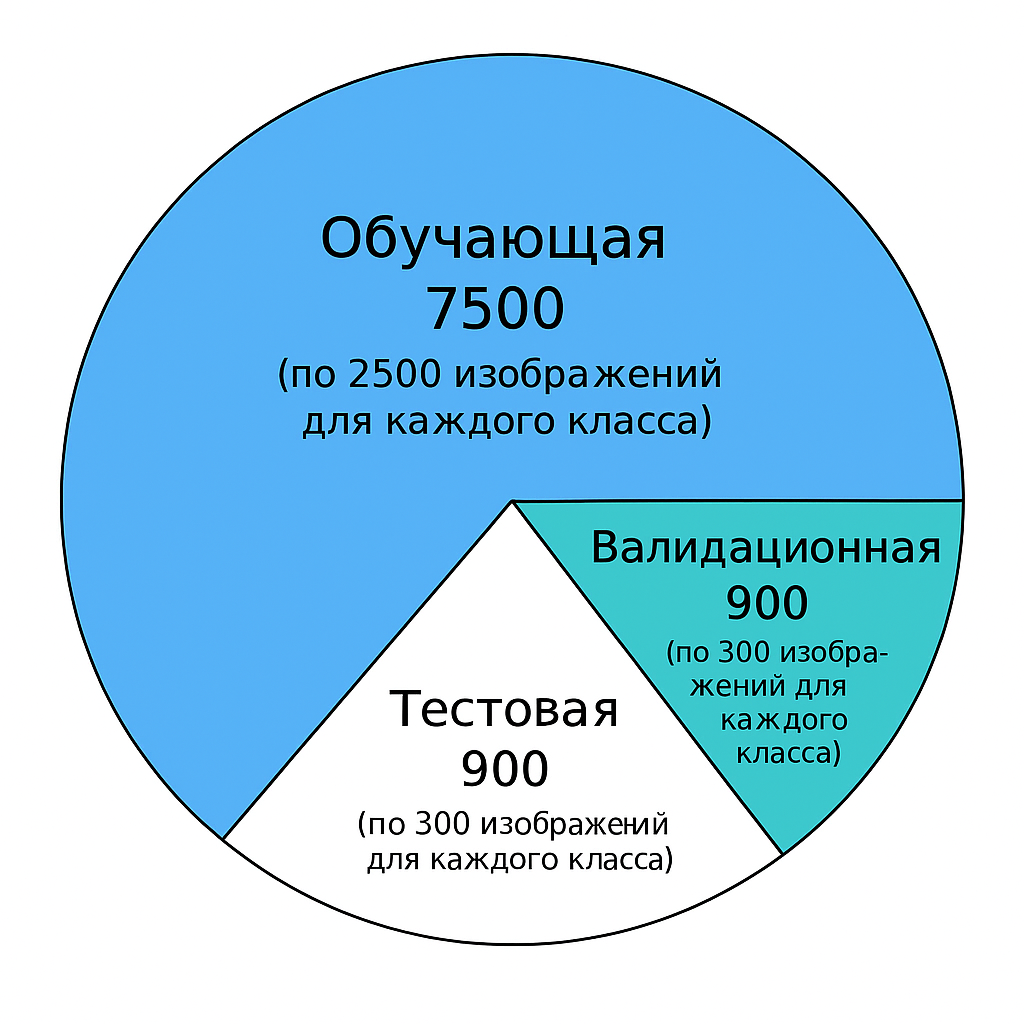 Обучающая
7500
(по 2500 изображений
для каждого класса)
Валидационная
900
(по 300 изобра-
жений для
каждого
класса)
Тестовая
900
(по 300 изображений
для каждого класса)